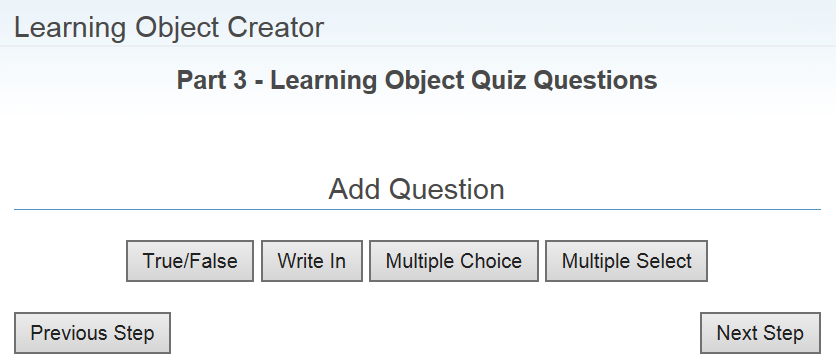 Learning Object Creator
Part 3 - Learning Object Quiz Questions
Add Question
True/False Write In Multiple Choice Multiple Select
Previous Step Next Step